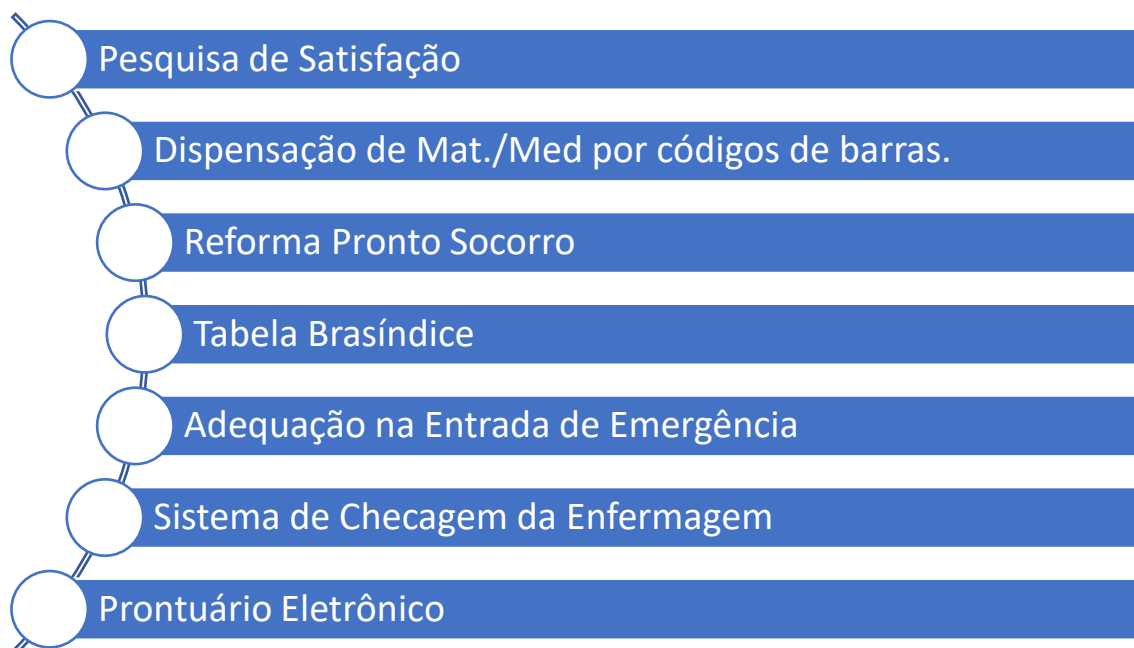 Pesquisa de Satisfação
Dispensação de Mat./Med por códigos de barras.
Reforma Pronto Socorro
Tabela Brasíndice
Adequação na Entrada de Emergência
Sistema de Checagem da Enfermagem
Prontuário Eletrônico